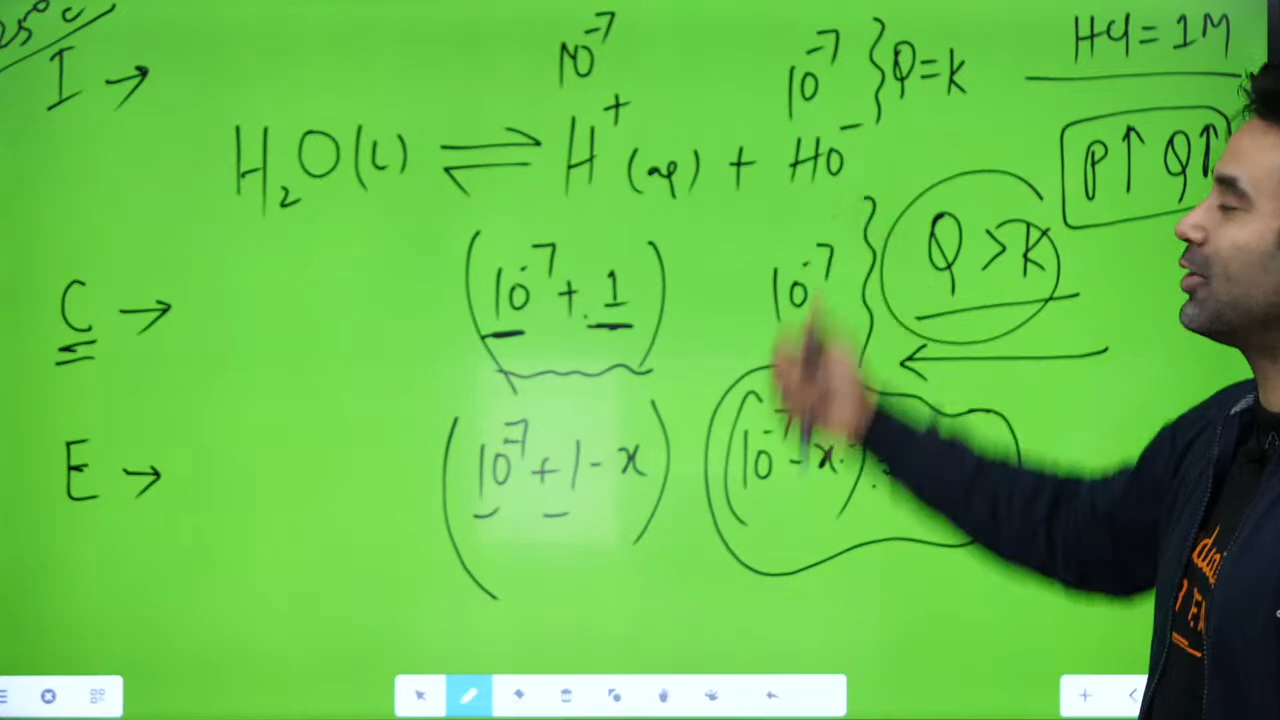 25°C
I → 10⁻⁷ 10⁻⁷ } Q=K HCl = 1M
H₂O(l) ⇌ H⁺(aq) + HO⁻ P↑ Q↑
C → (10⁻⁷ + 1) 10⁻⁷ } Q > K
←
E → (10⁻⁷ + 1 - x) (10⁻⁷ - x)